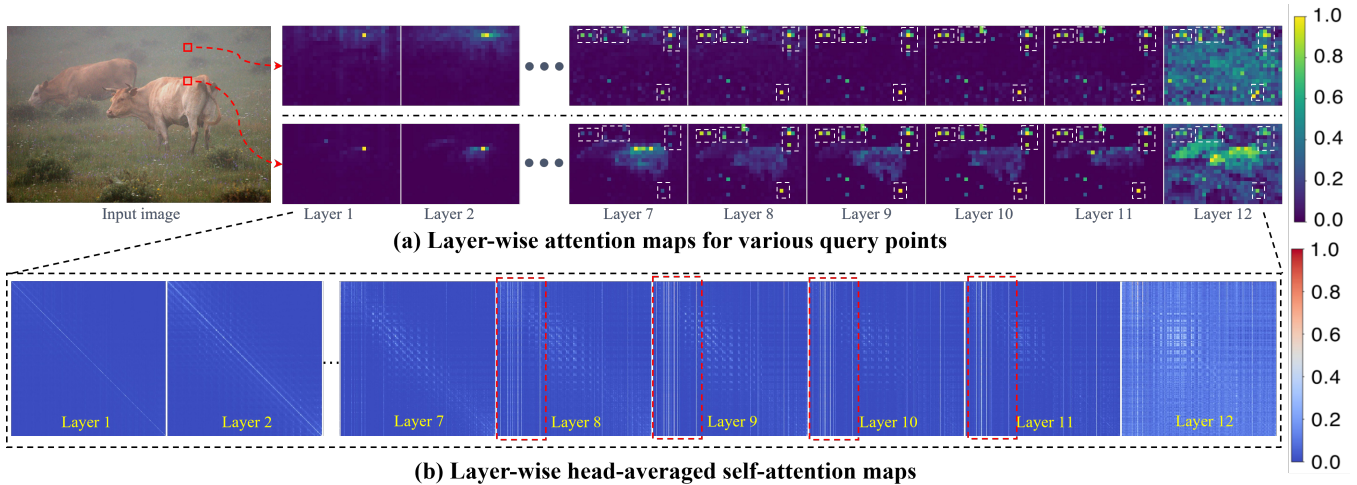 1.0
0.8
0.6
0.4
0.2
0.0
Input image
Layer 1
Layer 2
Layer 7
Layer 8
Layer 9
Layer 10
Layer 11
Layer 12
(a) Layer-wise attention maps for various query points
1.0
0.8
0.6
0.4
0.2
0.0
...
Layer 1
Layer 2
Layer 7
Layer 8
Layer 9
Layer 10
Layer 11
Layer 12
(b) Layer-wise head-averaged self-attention maps